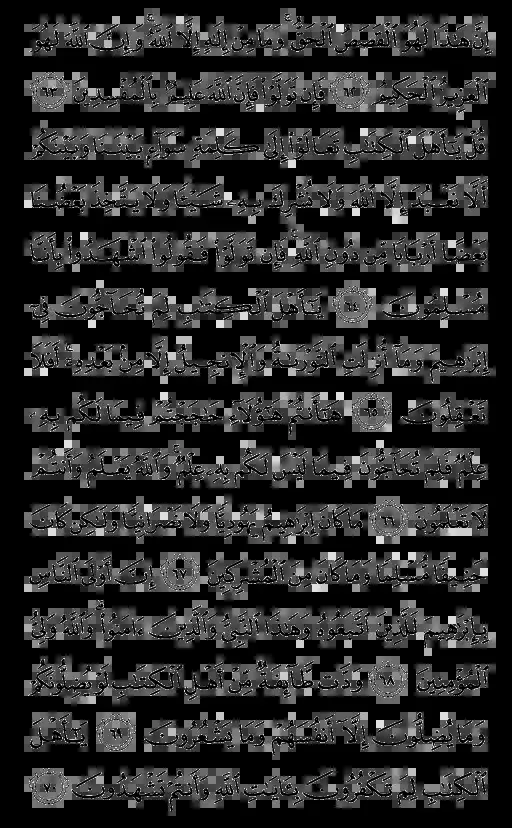 إِنَّ هَٰذَا لَهُوَ ٱلْقَصَصُ ٱلْحَقُّ وَمَا مِنْ إِلَٰهٍ إِلَّا ٱللَّهُ وَإِنَّ ٱللَّهَ لَهُوَ
ٱلْعَزِيزُ ٱلْحَكِيمُ ٦٢ فَإِن تَوَلَّوْا۟ فَإِنَّ ٱللَّهَ عَلِيمٌۢ بِٱلْمُفْسِدِينَ ٦٣
قُلْ يَٰٓأَهْلَ ٱلْكِتَٰبِ تَعَالَوْا۟ إِلَىٰ كَلِمَةٍ سَوَآءٍۭ بَيْنَنَا وَبَيْنَكُمْ
أَلَّا نَعْبُدَ إِلَّا ٱللَّهَ وَلَا نُشْرِكَ بِهِۦ شَيْـًٔا وَلَا يَتَّخِذَ بَعْضُنَا
بَعْضًا أَرْبَابًا مِّن دُونِ ٱللَّهِ فَإِن تَوَلَّوْا۟ فَقُولُوا۟ ٱشْهَدُوا۟ بِأَنَّا
مُسْلِمُونَ ٦٤ يَٰٓأَهْلَ ٱلْكِتَٰبِ لِمَ تُحَآجُّونَ فِىٓ
إِبْرَٰهِيمَ وَمَآ أُنزِلَتِ ٱلتَّوْرَىٰةُ وَٱلْإِنجِيلُ إِلَّا مِنۢ بَعْدِهِۦٓ أَفَلَا
تَعْقِلُونَ ٦٥ هَٰٓأَنتُمْ هَٰٓؤُلَآءِ حَٰجَجْتُمْ فِيمَا لَكُم بِهِۦ
عِلْمٌ فَلِمَ تُحَآجُّونَ فِيمَا لَيْسَ لَكُم بِهِۦ عِلْمٌ وَٱللَّهُ يَعْلَمُ وَأَنتُمْ
لَا تَعْلَمُونَ ٦٦ مَا كَانَ إِبْرَٰهِيمُ يَهُودِيًّا وَلَا نَصْرَانِيًّا وَلَٰكِن كَانَ
حَنِيفًا مُّسْلِمًا وَمَا كَانَ مِنَ ٱلْمُشْرِكِينَ ٦٧ إِنَّ أَوْلَى ٱلنَّاسِ
بِإِبْرَٰهِيمَ لَلَّذِينَ ٱتَّبَعُوهُ وَهَٰذَا ٱلنَّبِىُّ وَٱلَّذِينَ ءَامَنُوا۟ وَٱللَّهُ وَلِىُّ
ٱلْمُؤْمِنِينَ ٦٨ وَدَّت طَّآئِفَةٌ مِّنْ أَهْلِ ٱلْكِتَٰبِ لَوْ يُضِلُّونَكُمْ
وَمَا يُضِلُّونَ إِلَّآ أَنفُسَهُمْ وَمَا يَشْعُرُونَ ٦٩ يَٰٓأَهْلَ
ٱلْكِتَٰبِ لِمَ تَكْفُرُونَ بِـَٔايَٰتِ ٱللَّهِ وَأَنتُمْ تَشْهَدُونَ ٧٠